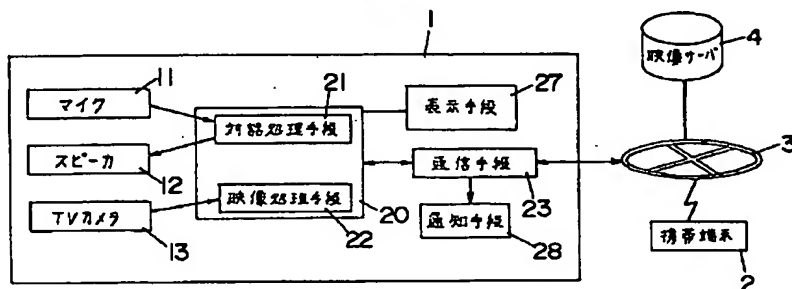 1
11
マイク
21
対話処理手段
27
表示手段
4
映像サーバ
スピーカ
12
通信手段
23
3
TVカメラ
13
映像処理手段
22
20
通知手段
28
携帯端末
2